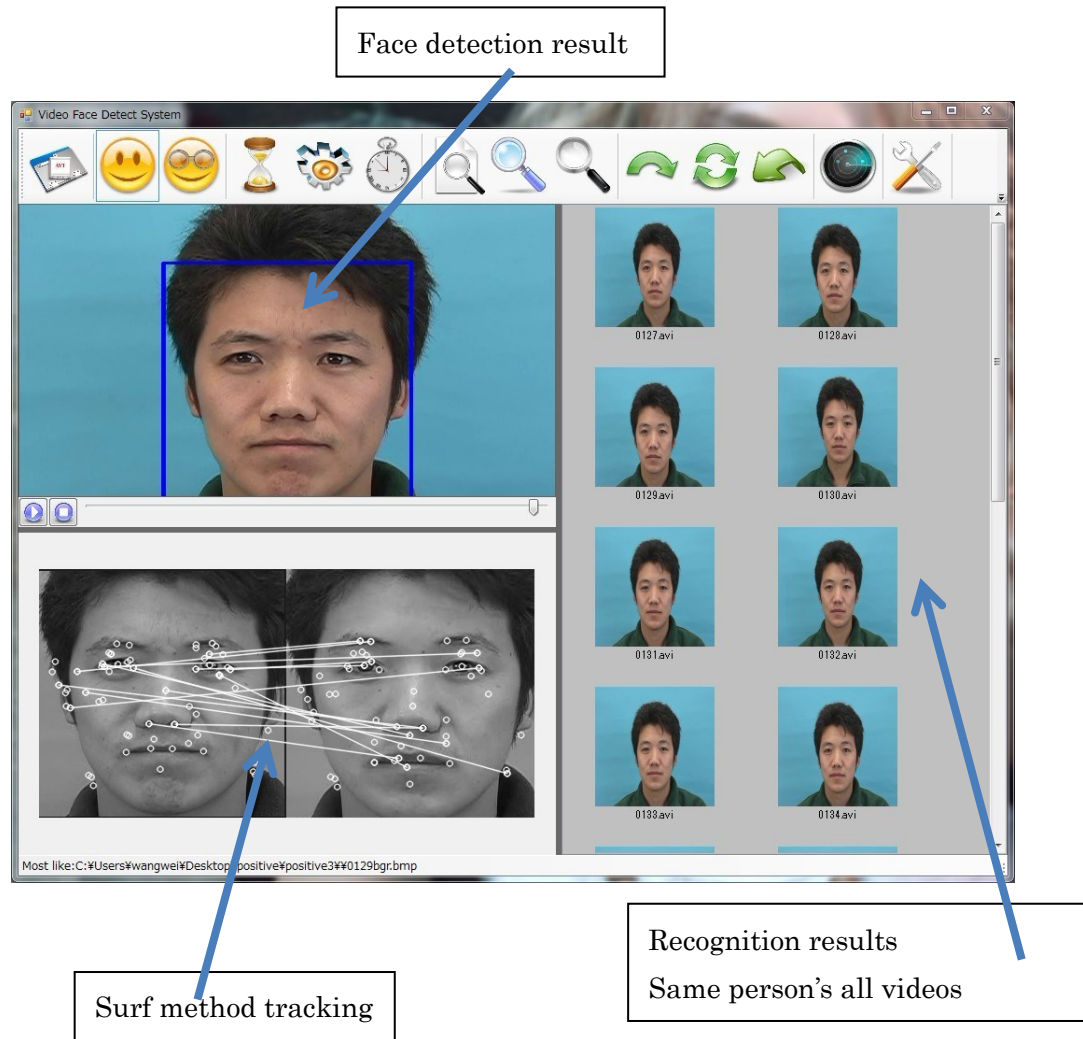 Face detection result
Video Face Detect System
AVI
0127.avi
0128.avi
0129.avi
0130.avi
0131.avi
0132.avi
0133.avi
0134.avi
Most like:C:¥Users¥wangwei¥Desktop¥positive¥positive3¥¥0129bgr.bmp
Recognition results
Same person's all videos
Surf method tracking